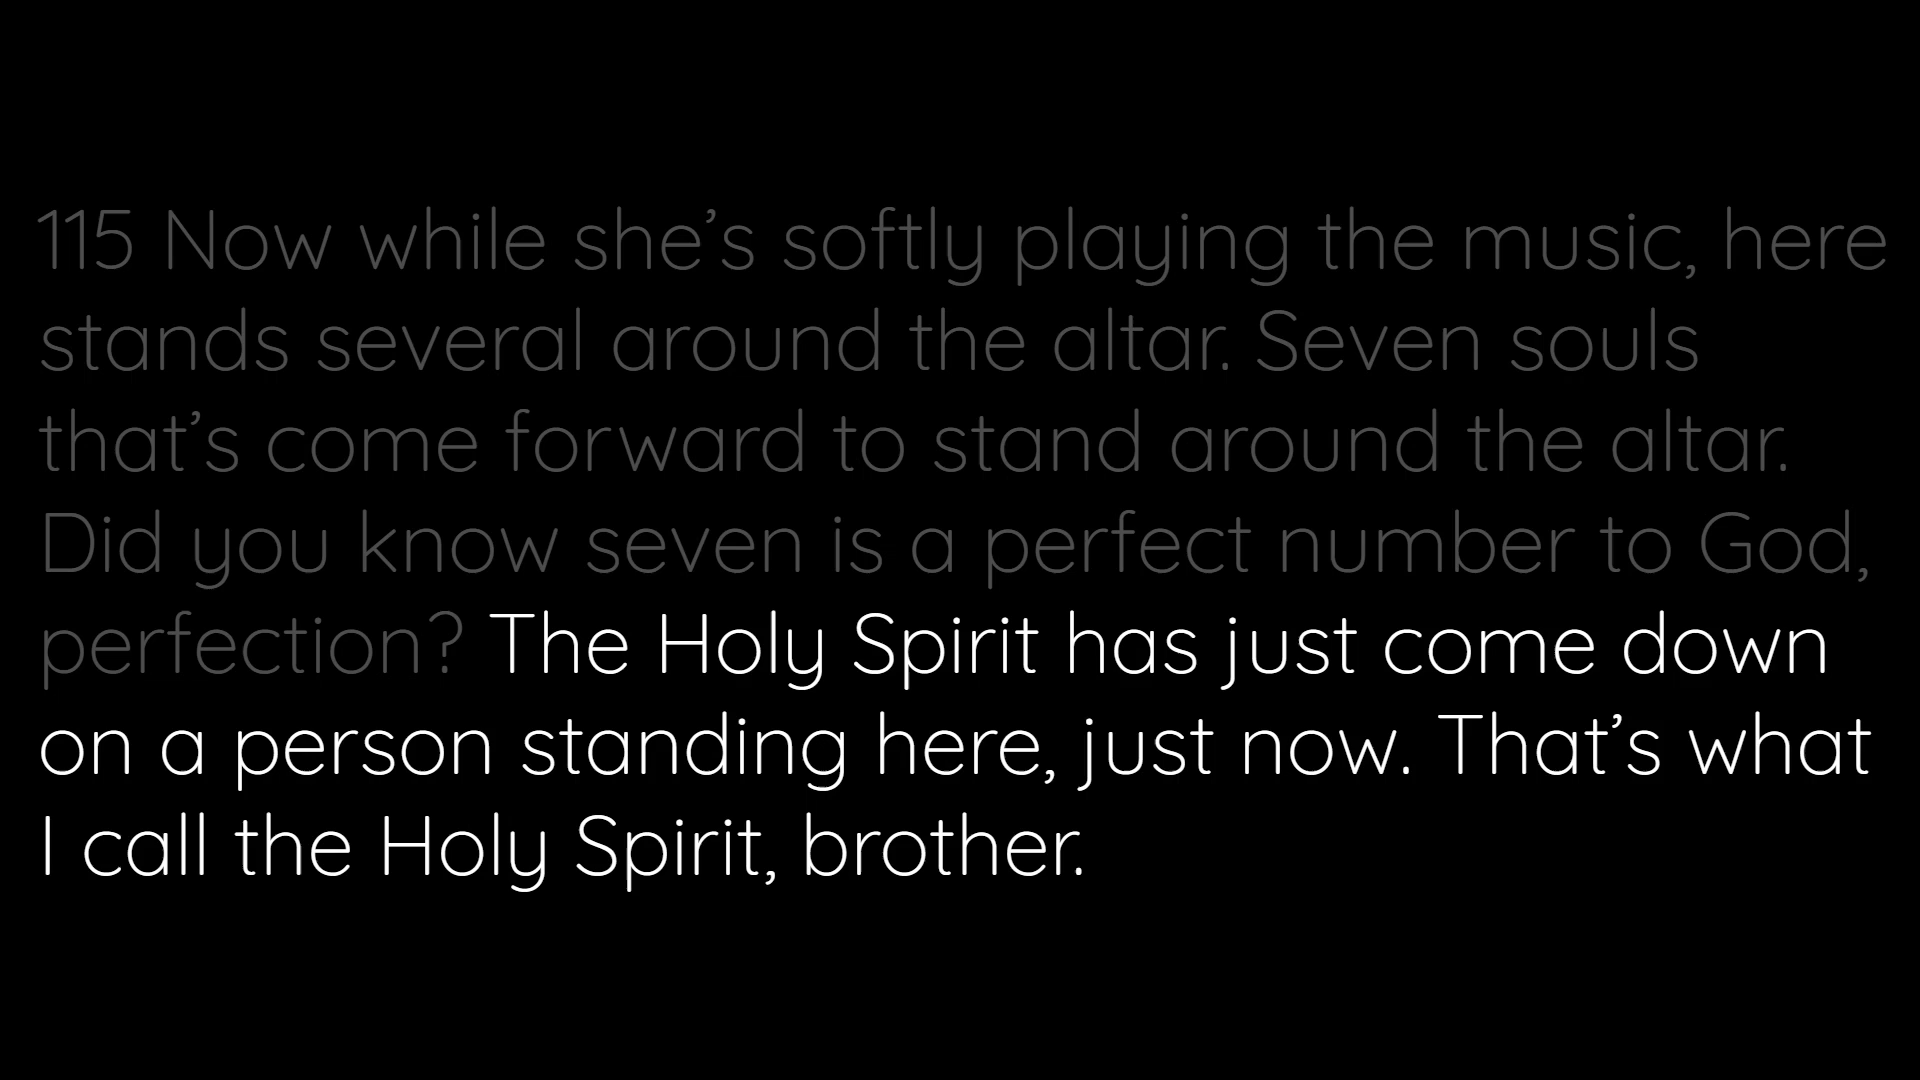 115 Now while she’s softly playing the music, here
stands several around the altar. Seven souls
that’s come forward to stand around the altar.
Did you know seven is a perfect number to God,
perfection? The Holy Spirit has just come down
on a person standing here, just now. That’s what
I call the Holy Spirit, brother.